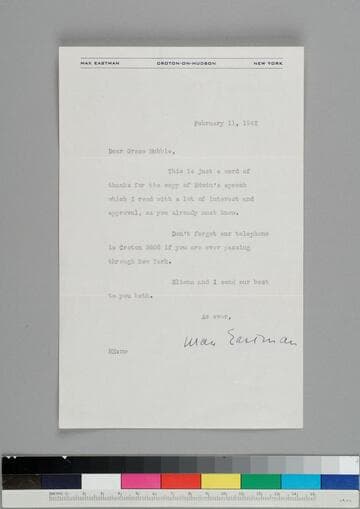 MAX EASTMAN CROTON-ON-HUDSON NEW YORK
February 11, 194
Dear Grace Hubble,
This is just a word of
thanks for the copy of Edwin's speech
which I read with a lot of interest and
approval, as you already must know.
Don't forget our telephone
is Croton if you are ever passing
through New York.
Eliena and I send our best
to you both.
As ever,
Max Eastman